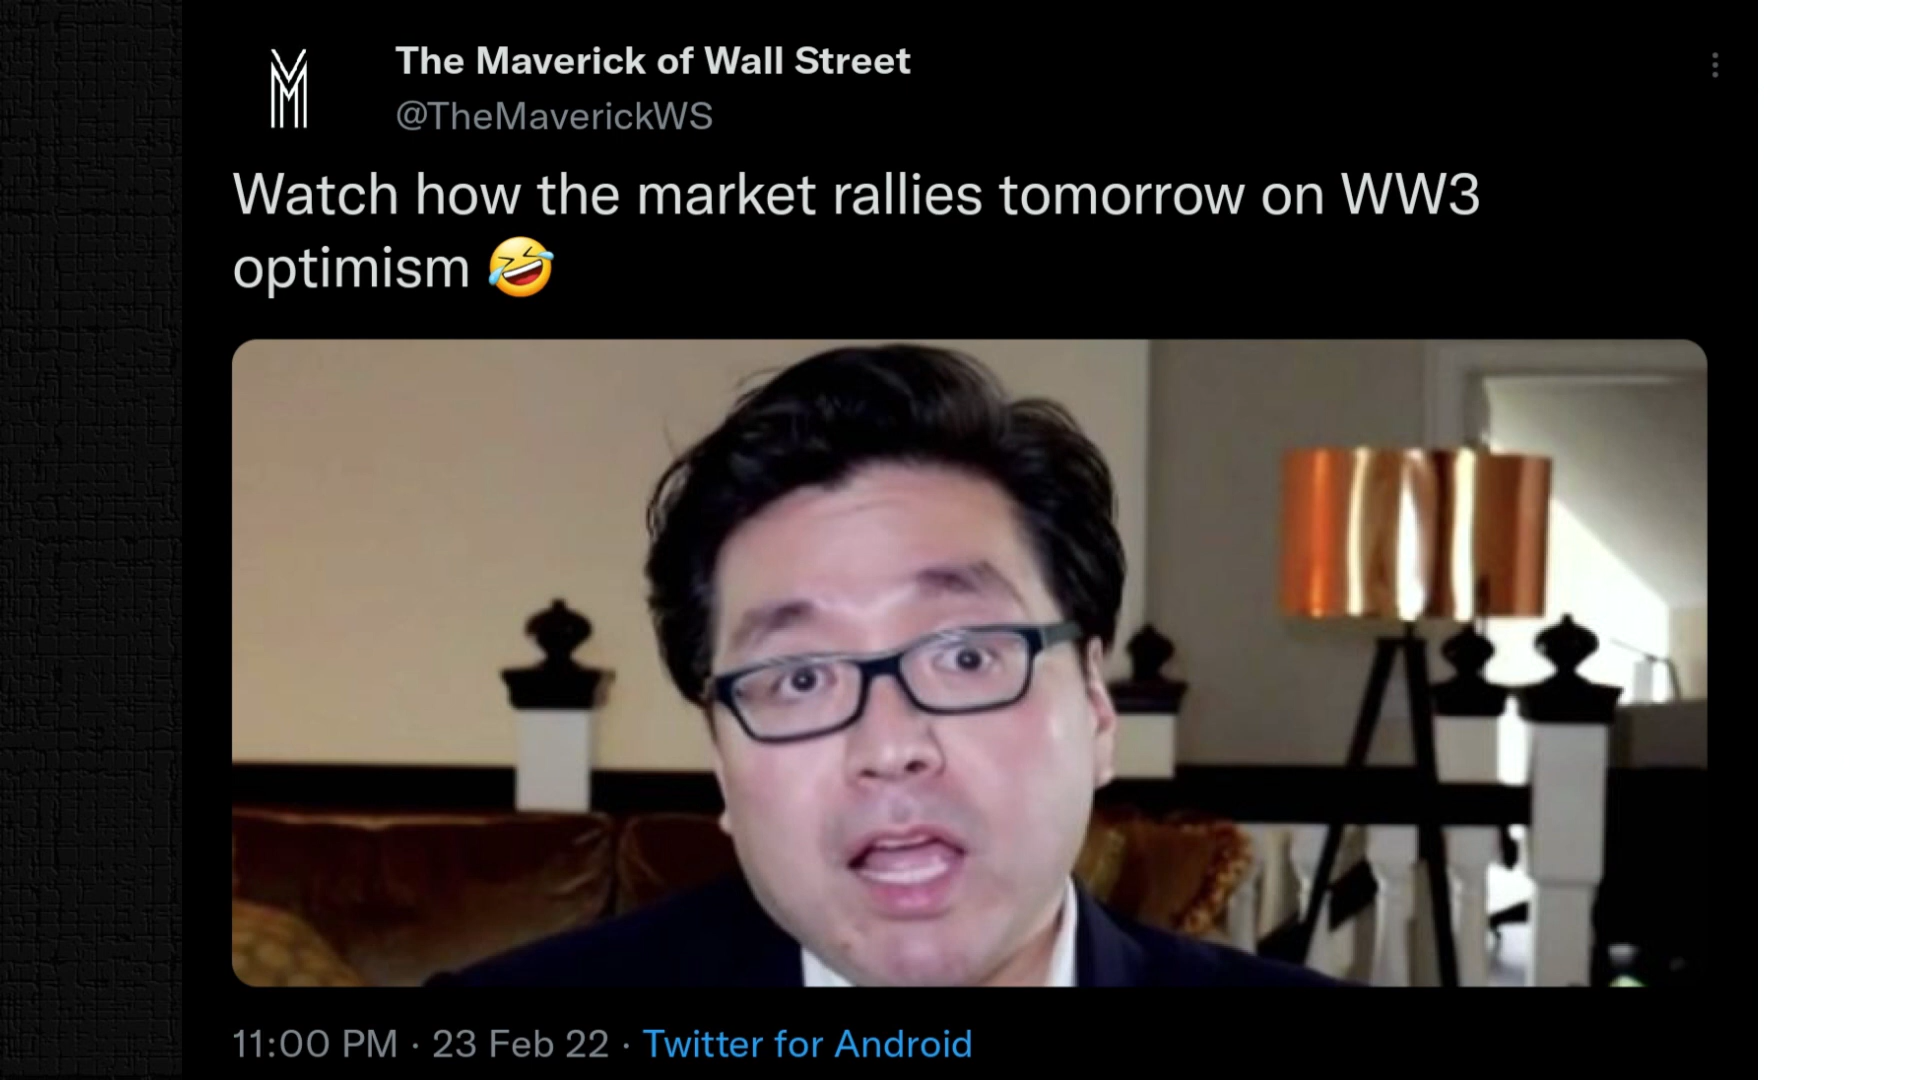 The Maverick of Wall Street
@TheMaverickWS
Watch how the market rallies tomorrow on WW3
optimism 🤣
11:00 PM · 23 Feb 22 · Twitter for Android